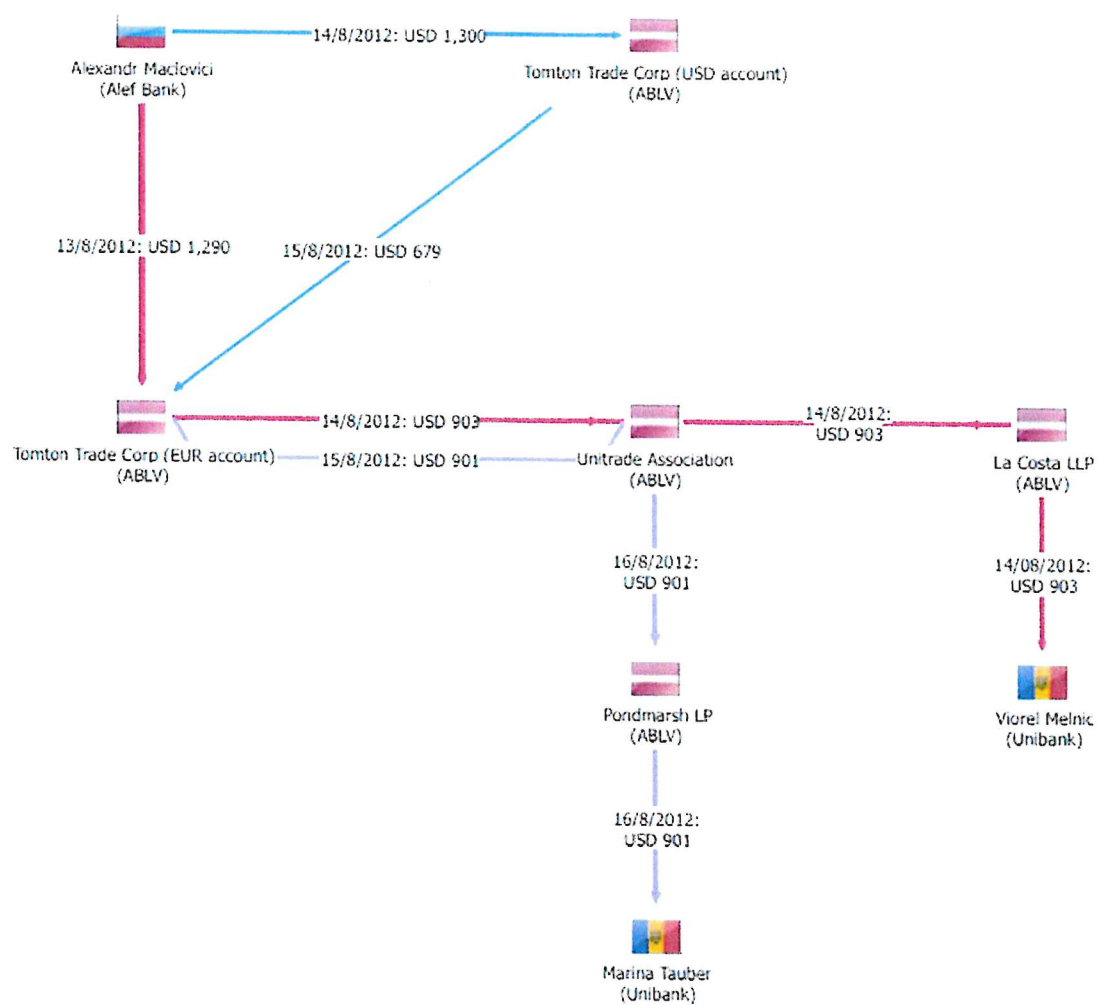 14/8/2012: USD 1,300
Alexandr Maclovici
(Alef Bank)
Tomton Trade Corp (USD account)
(ABLV)
13/8/2012: USD 1,290
15/8/2012: USD 679
14/8/2012: USD 903
14/8/2012:
USD 903
Tomton Trade Corp (EUR account)
(ABLV)
15/8/2012: USD 901
Unitrade Association
(ABLV)
La Costa LLP
(ABLV)
16/8/2012:
USD 901
14/08/2012:
USD 903
Pondmarsh LP
(ABLV)
Viorel Melnic
(Unibank)
16/8/2012:
USD 901
Marina Tauber
(Unibank)